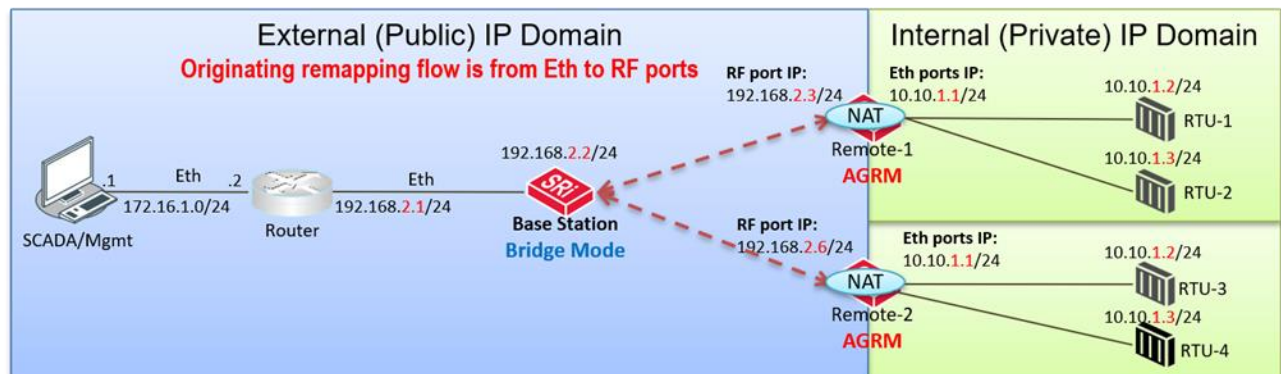 External (Public) IP Domain
Originating remapping flow is from Eth to RF ports
Internal (Private) IP Domain
RF port IP:
192.168.2.3/24
Eth ports IP:
10.10.1.1/24
10.10.1.2/24
NAT
RTU-1
Remote-1
AGRM
10.10.1.3/24
RTU-2
192.168.2.2/24
.1
Eth
.2
Eth
SRi
172.16.1.0/24
192.168.2.1/24
SCADA/Mgmt
Router
Base Station
Bridge Mode
RF port IP:
192.168.2.6/24
Eth ports IP:
10.10.1.1/24
10.10.1.2/24
NAT
RTU-3
Remote-2
AGRM
10.10.1.3/24
RTU-4